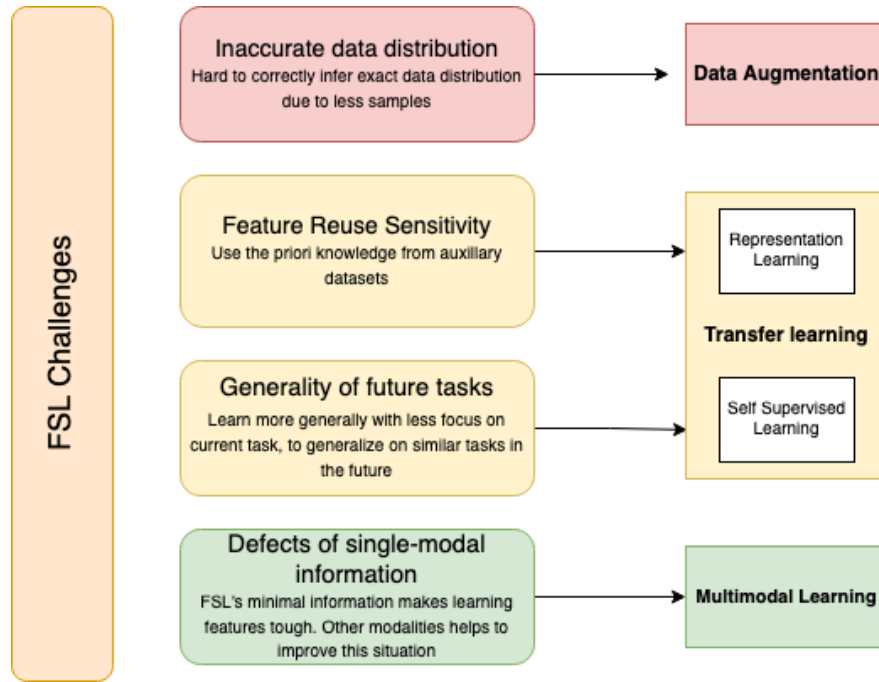 FSL Challenges
Inaccurate data distribution
Hard to correctly infer exact data distribution
due to less samples
Data Augmentation
Feature Reuse Sensitivity
Use the priori knowledge from auxillary
datasets
Representation
Learning
Transfer learning
Generality of future tasks
Learn more generally with less focus on
current task, to generalize on similar tasks in
the future
Self Supervised
Learning
Defects of single-modal
information
FSL's minimal information makes learning
features tough. Other modalities helps to
improve this situation
Multimodal Learning